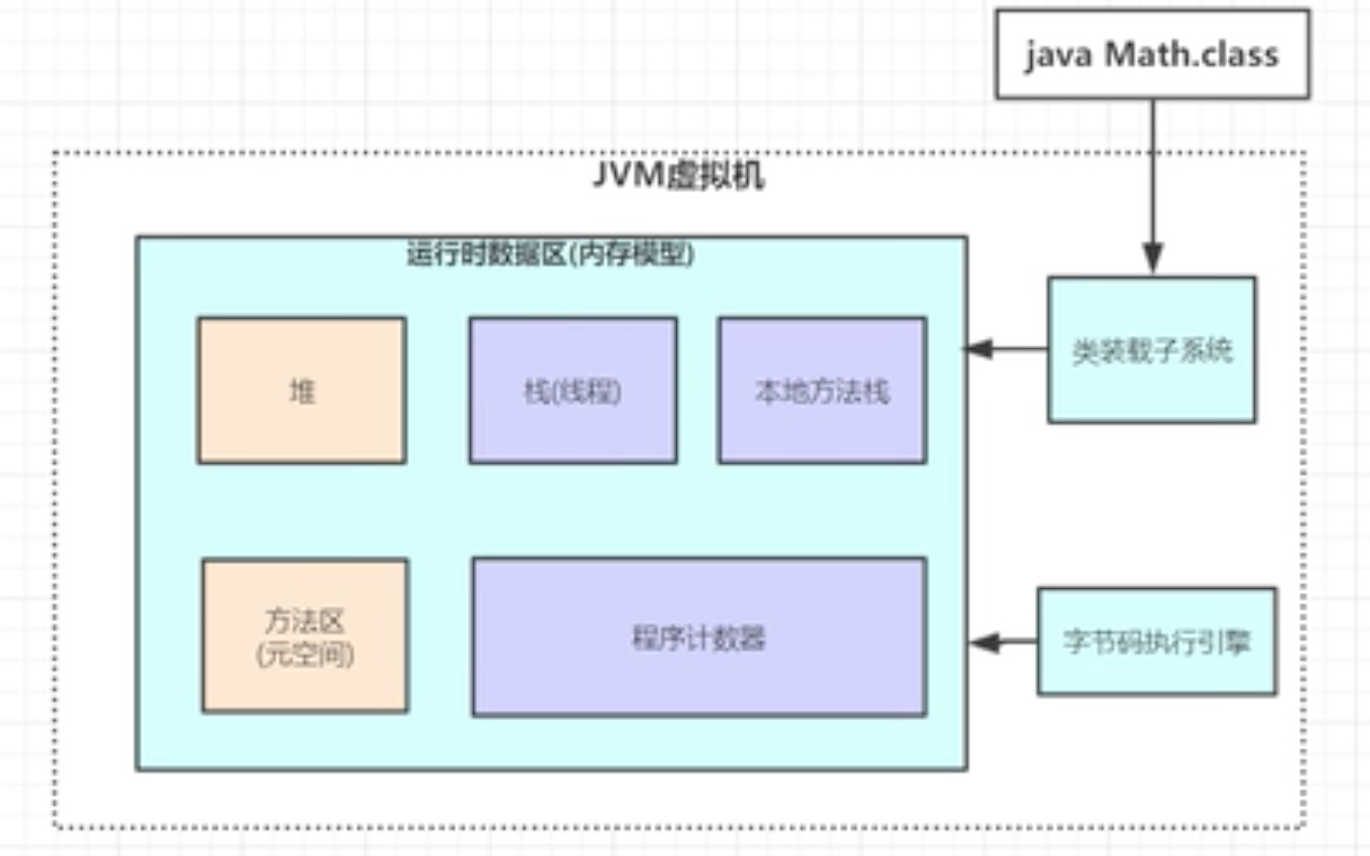 java Math.class
JVM虚拟机
运行时数据区(内存模型)
堆
栈(线程)
本地方法栈
类装载子系统
方法区
(元空间)
程序计数器
字节码执行引擎